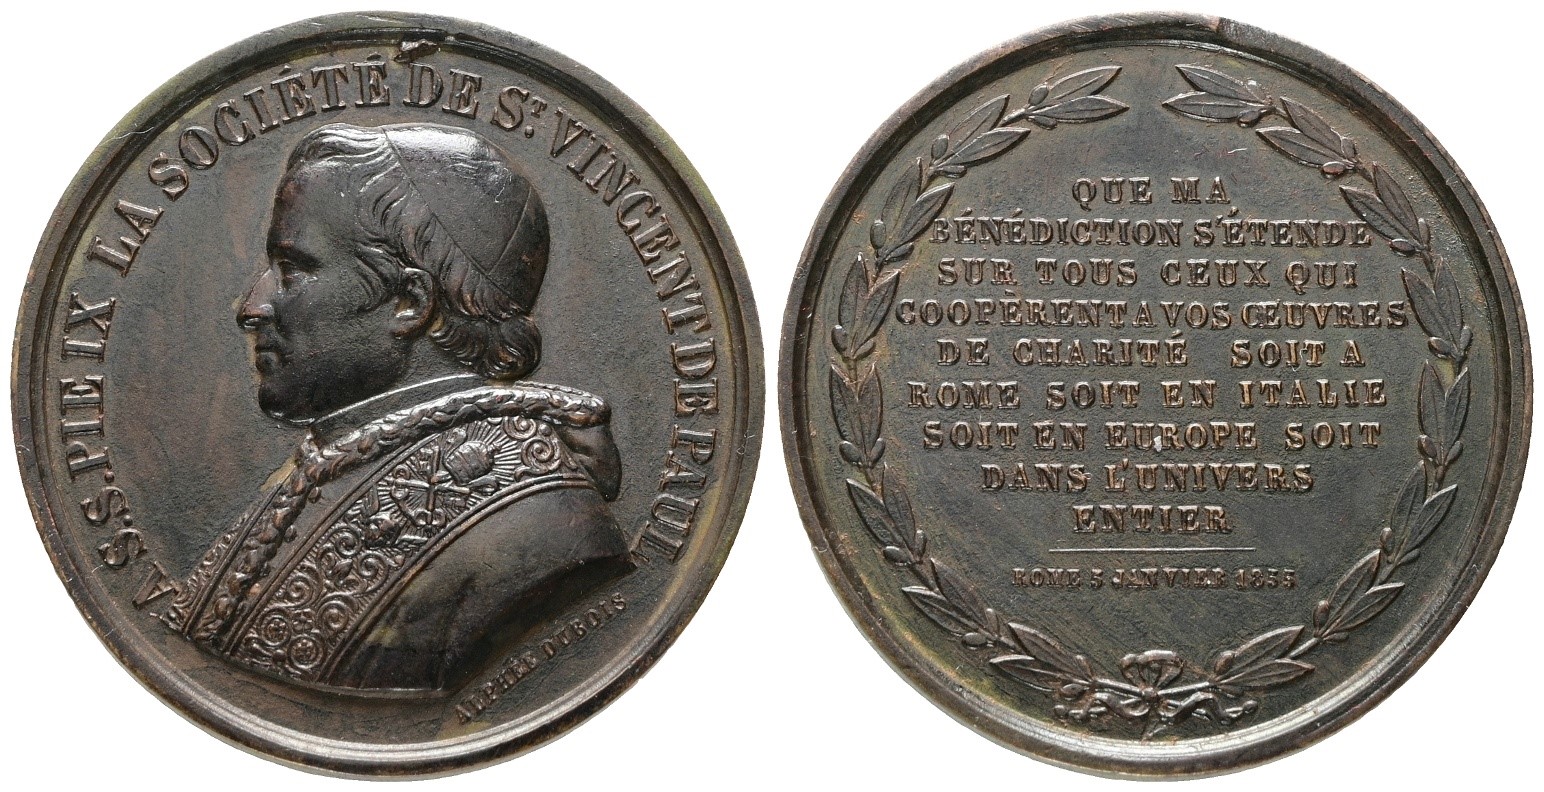 A S.S. PIE IX LA SOCIÉTÉ DE ST. VINCENT DE PAUL
ALPHÉE DUBOIS
QUE MA
BÉNÉDICTION S'ÉTENDE
SUR TOUS CEUX QUI
COOPÈRENT A VOS ŒUVRES
DE CHARITÉ SOIT A
ROME SOIT EN ITALIE
SOIT EN EUROPE SOIT
DANS L'UNIVERS
ENTIER
ROME 5 JANVIER 1855